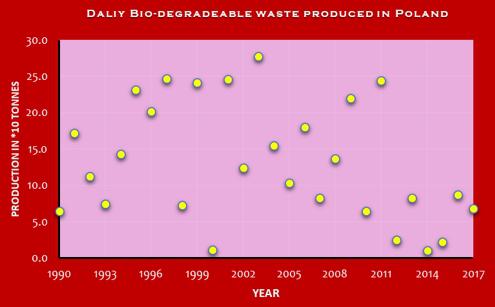 Daliy Bio-degradeable waste produced in Poland
30.0
25.0
20.0
15.0
10.0
5.0
0.0
PRODUCTION IN *10 TONNES
1990 1993 1996 1999 2002 2005 2008 2011 2014 2017
YEAR